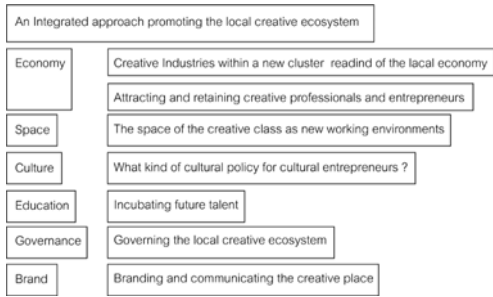 An Integrated approach promoting the local creative ecosystem
Economy
Creative Industries within a new cluster readind of the lacal economy
Attracting and retaining creative professionals and entrepreneurs
Space
The space of the creative class as new working environments
Culture
What kind of cultural policy for cultural entrepreneurs ?
Education
Incubating future talent
Governance
Governing the local creative ecosystem
Brand
Branding and communicating the creative place